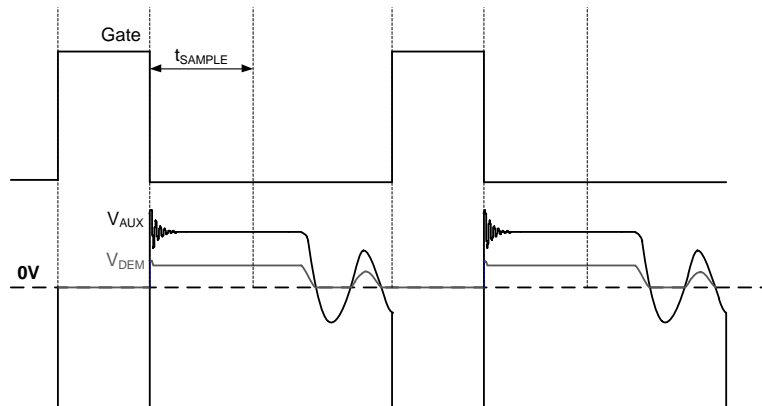 Gate
tSAMPLE
VAUX
VDEM
0V